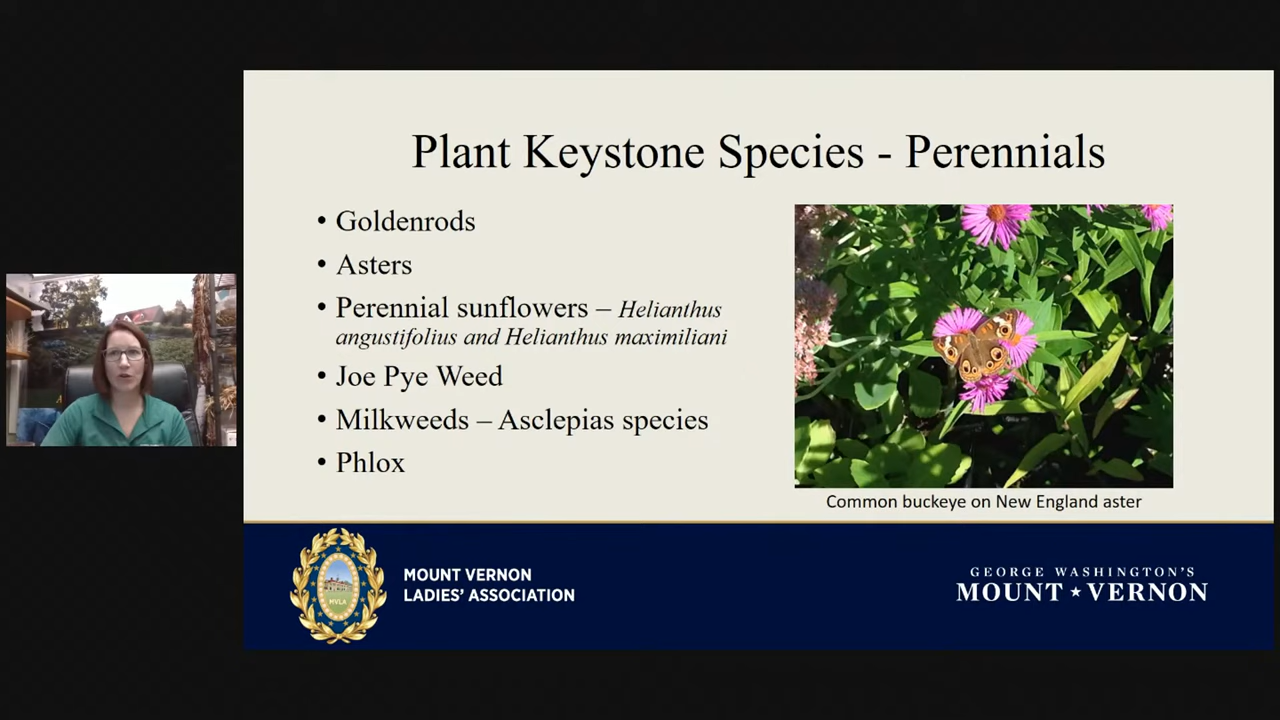 Plant Keystone Species - Perennials
• Goldenrods
• Asters
• Perennial sunflowers – Helianthus
angustifolius and Helianthus maximiliani
• Joe Pye Weed
• Milkweeds – Asclepias species
• Phlox
Common buckeye on New England aster
MVLA
MOUNT VERNON
LADIES' ASSOCIATION
GEORGE WASHINGTON'S
MOUNT ★ VERNON